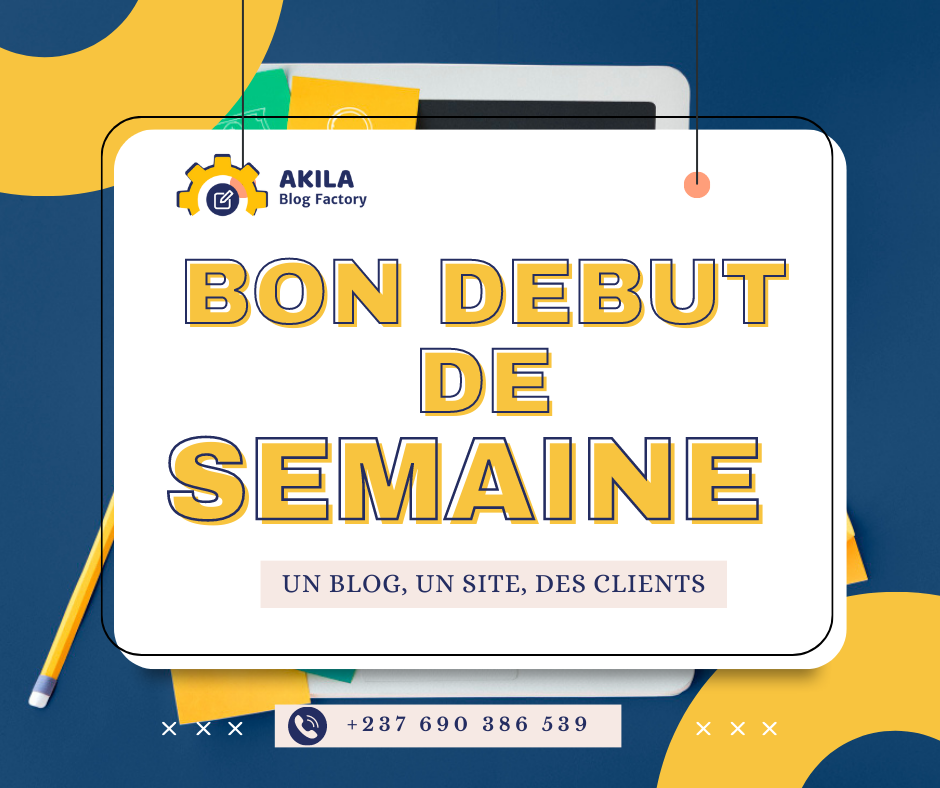 AKILA
Blog Factory
BON DEBUT
DE
SEMAINE
UN BLOG, UN SITE, DES CLIENTS
+237 690 386 539